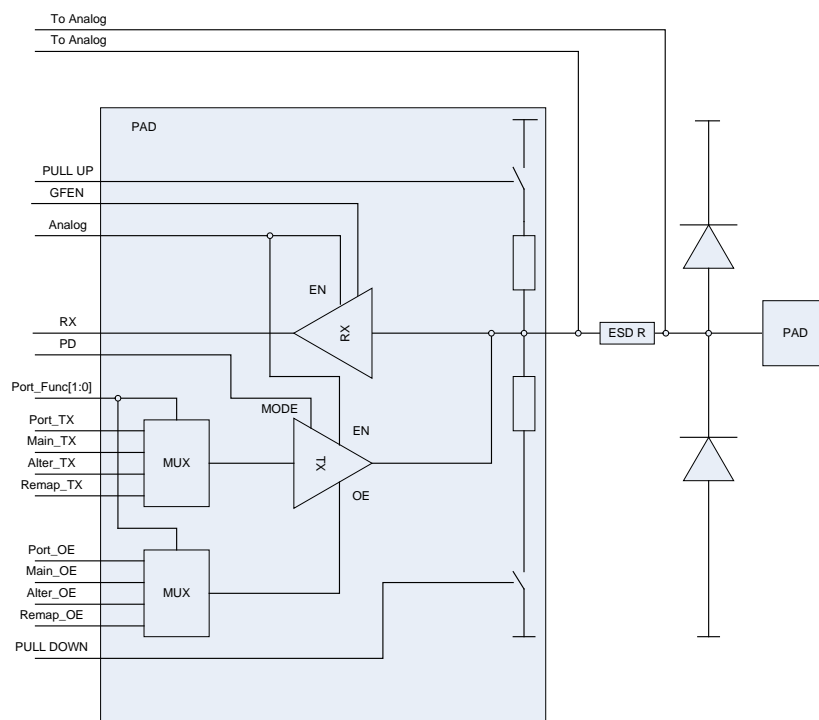 To Analog
To Analog
PAD
PULL UP
GFEN
Analog
EN
RX
RX
PD
ESD R
PAD
Port_Func[1:0]
MODE
Port_TX
EN
Main_TX
MUX
TX
Alter_TX
Remap_TX
OE
Port_OE
Main_OE
MUX
Alter_OE
Remap_OE
PULL DOWN